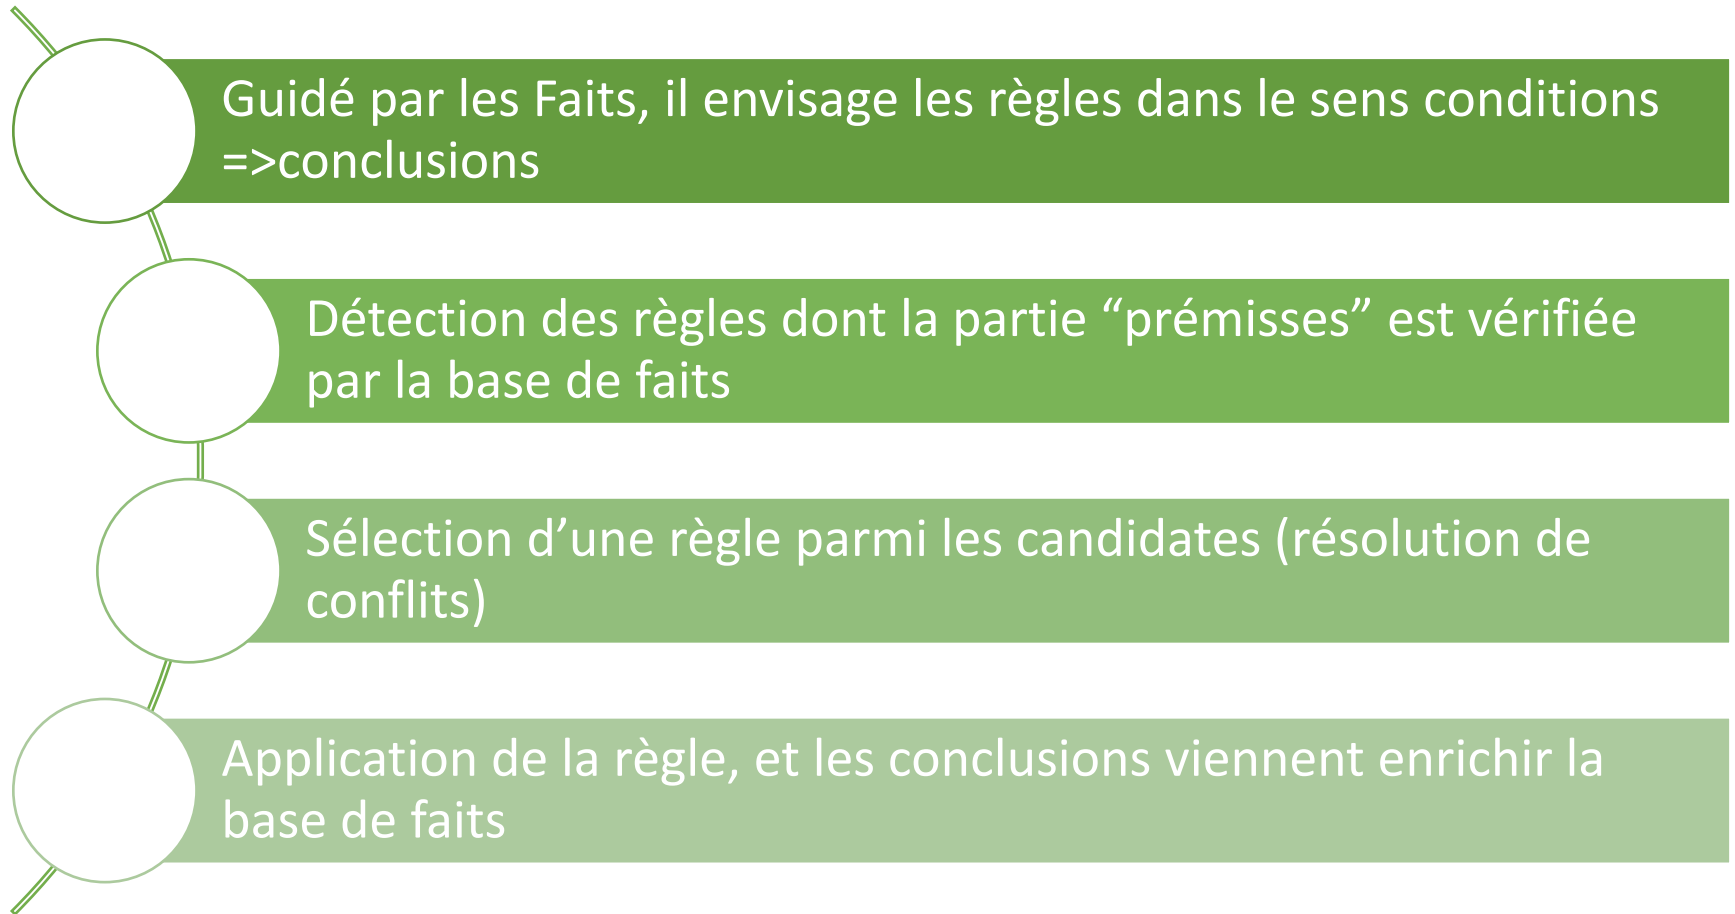 Guidé par les Faits, il envisage les règles dans le sens conditions
=>conclusions
Détection des règles dont la partie “prémisses” est vérifiée
par la base de faits
Sélection d’une règle parmi les candidates (résolution de
conflits)
Application de la règle, et les conclusions viennent enrichir la
base de faits